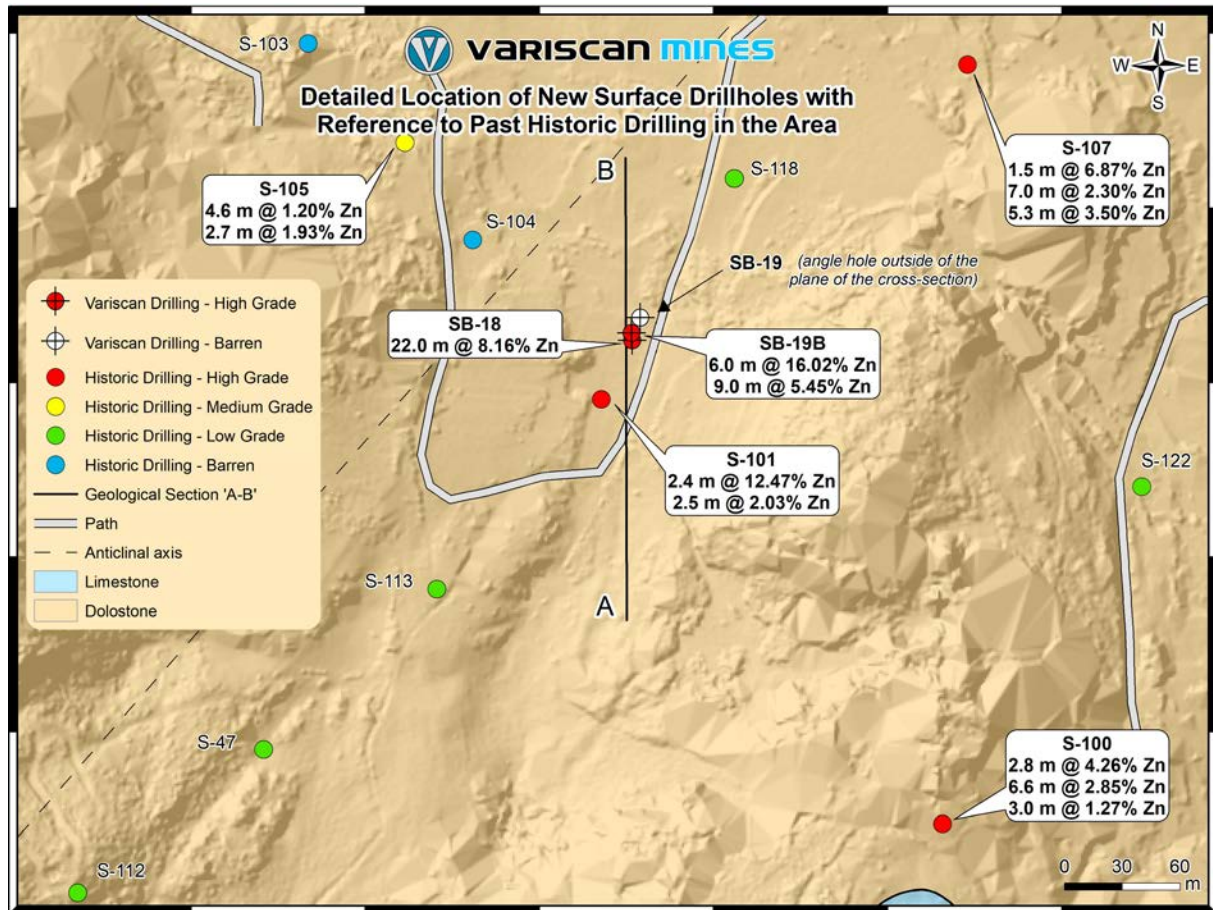 VARISCAN MINES
Detailed Location of New Surface Drillholes with
Reference to Past Historic Drilling in the Area
N
W E
S
S-103
S-107
1.5 m @ 6.87% Zn
7.0 m @ 2.30% Zn
5.3 m @ 3.50% Zn
S-105
4.6 m @ 1.20% Zn
2.7 m @ 1.93% Zn
B
S-118
S-104
SB-19
(angle hole outside of the
plane of the cross-section)
SB-18
22.0 m @ 8.16% Zn
SB-19B
6.0 m @ 16.02% Zn
9.0 m @ 5.45% Zn
S-101
2.4 m @ 12.47% Zn
2.5 m @ 2.03% Zn
S-122
Variscan Drilling - High Grade
Variscan Drilling - Barren
Historic Drilling - High Grade
Historic Drilling - Medium Grade
Historic Drilling - Low Grade
Historic Drilling - Barren
Geological Section 'A-B'
Path
Anticlinal axis
Limestone
Dolostone
S-113
A
S-47
S-100
2.8 m @ 4.26% Zn
6.6 m @ 2.85% Zn
3.0 m @ 1.27% Zn
S-112
0 30 60
m